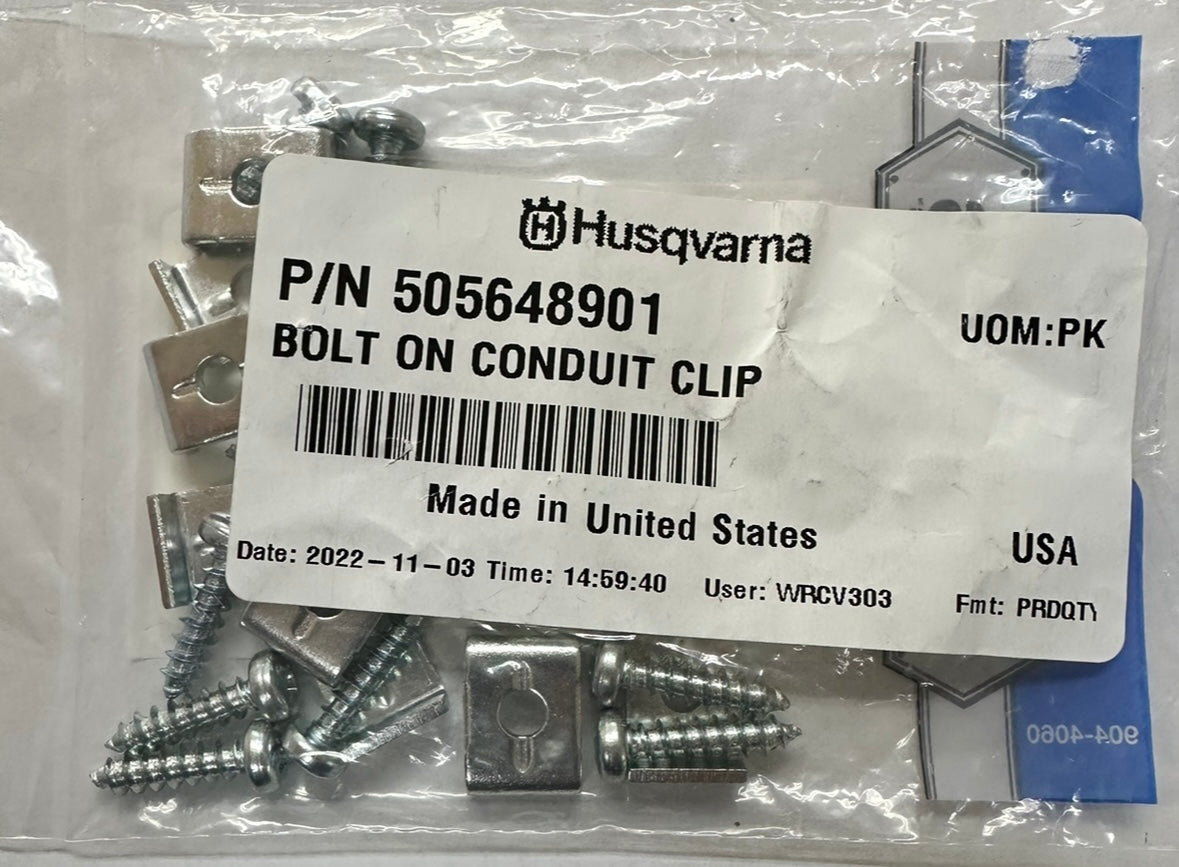 H Husqvarna
P/N 505648901
UOM:PK
BOLT ON CONDUIT CLIP
Made in United States
USA
Date: 2022-11-03 Time: 14:59:40 User: WRCV303 Fmt: PRDQTY
904-4060